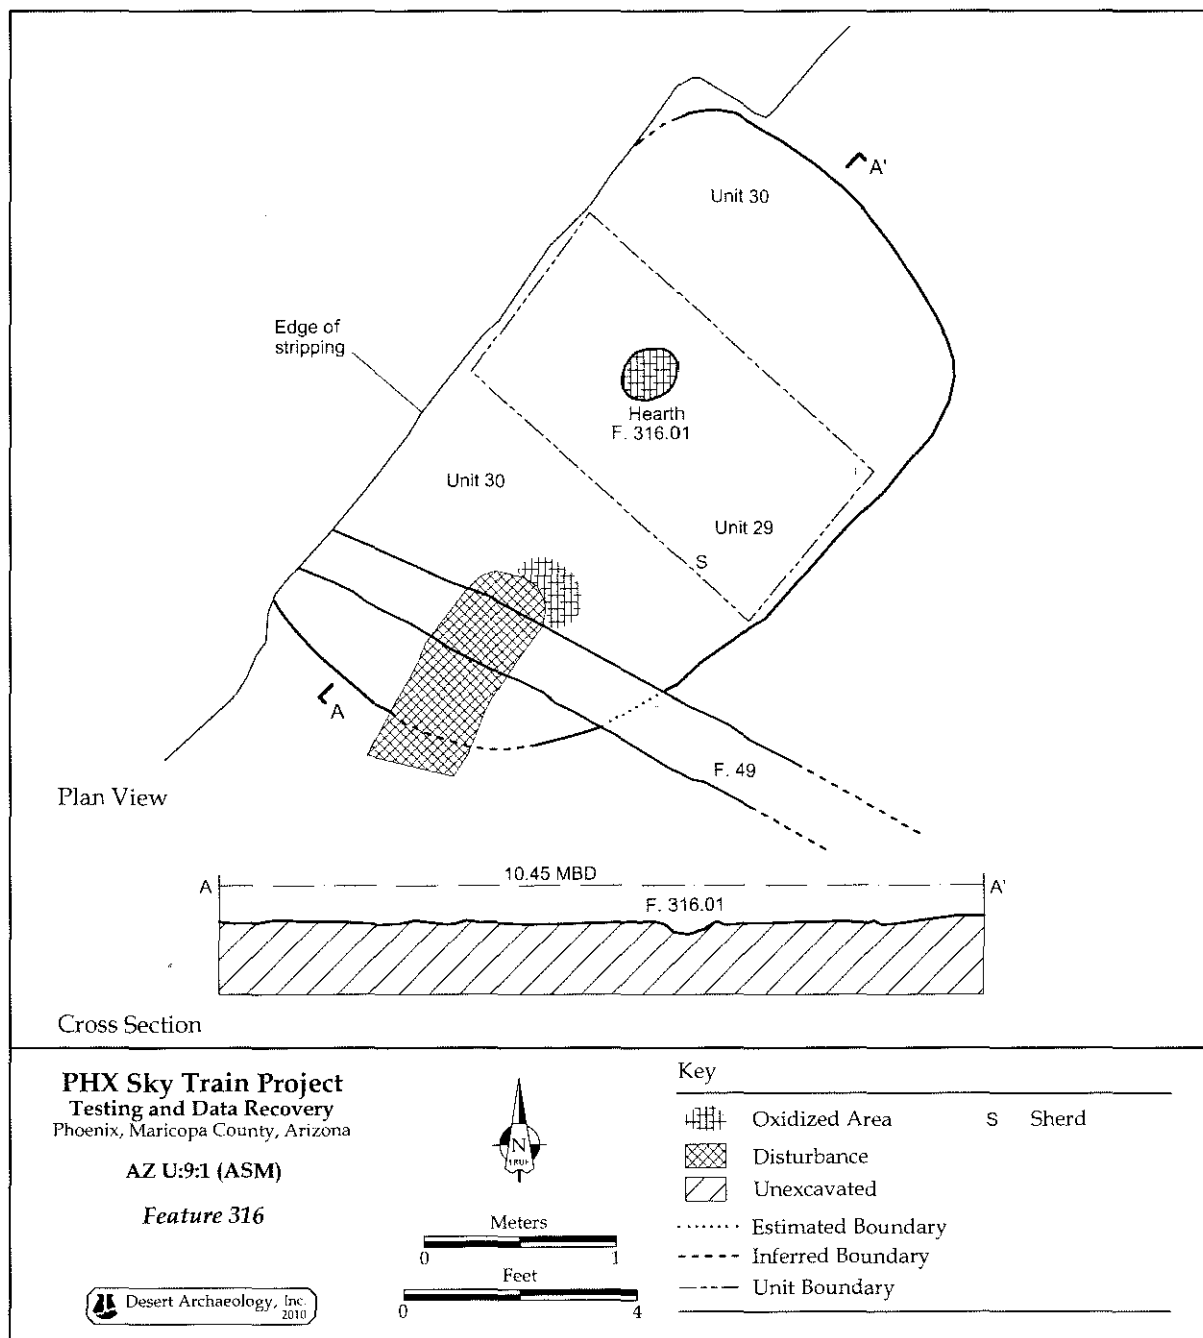 A'
Unit 30
Edge of
stripping
Hearth
F. 316.01
Unit 30
Unit 29
S
A
F. 49
Plan View
10.45 MBD
A
A'
F. 316.01
Cross Section
PHX Sky Train Project
Testing and Data Recovery
Phoenix, Maricopa County, Arizona
AZ U:9:1 (ASM)
Feature 316
Desert Archaeology, Inc.
2010
N
TRUE
Meters
0 1
Feet
0 4
Key
Oxidized Area
S Sherd
Disturbance
Unexcavated
Estimated Boundary
Inferred Boundary
Unit Boundary